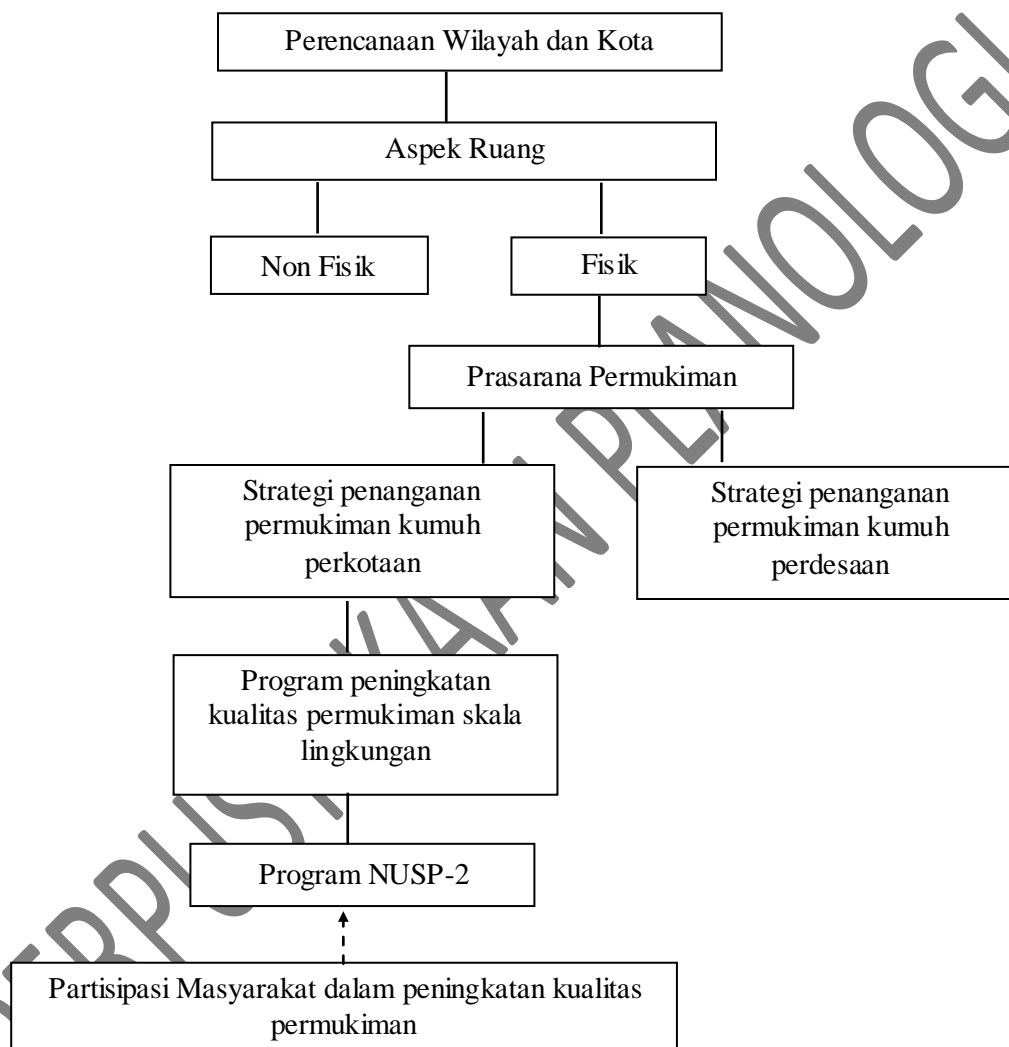 Perencanaan Wilayah dan Kota
Aspek Ruang
Non Fisik
Fisik
Prasarana Permukiman
Strategi penanganan
permukiman kumuh
perkotaan
Strategi penanganan
permukiman kumuh
perdesaan
Program peningkatan
kualitas permukiman skala
lingkungan
Program NUSP-2
Partisipasi Masyarakat dalam peningkatan kualitas
permukiman
PLANOLOGI